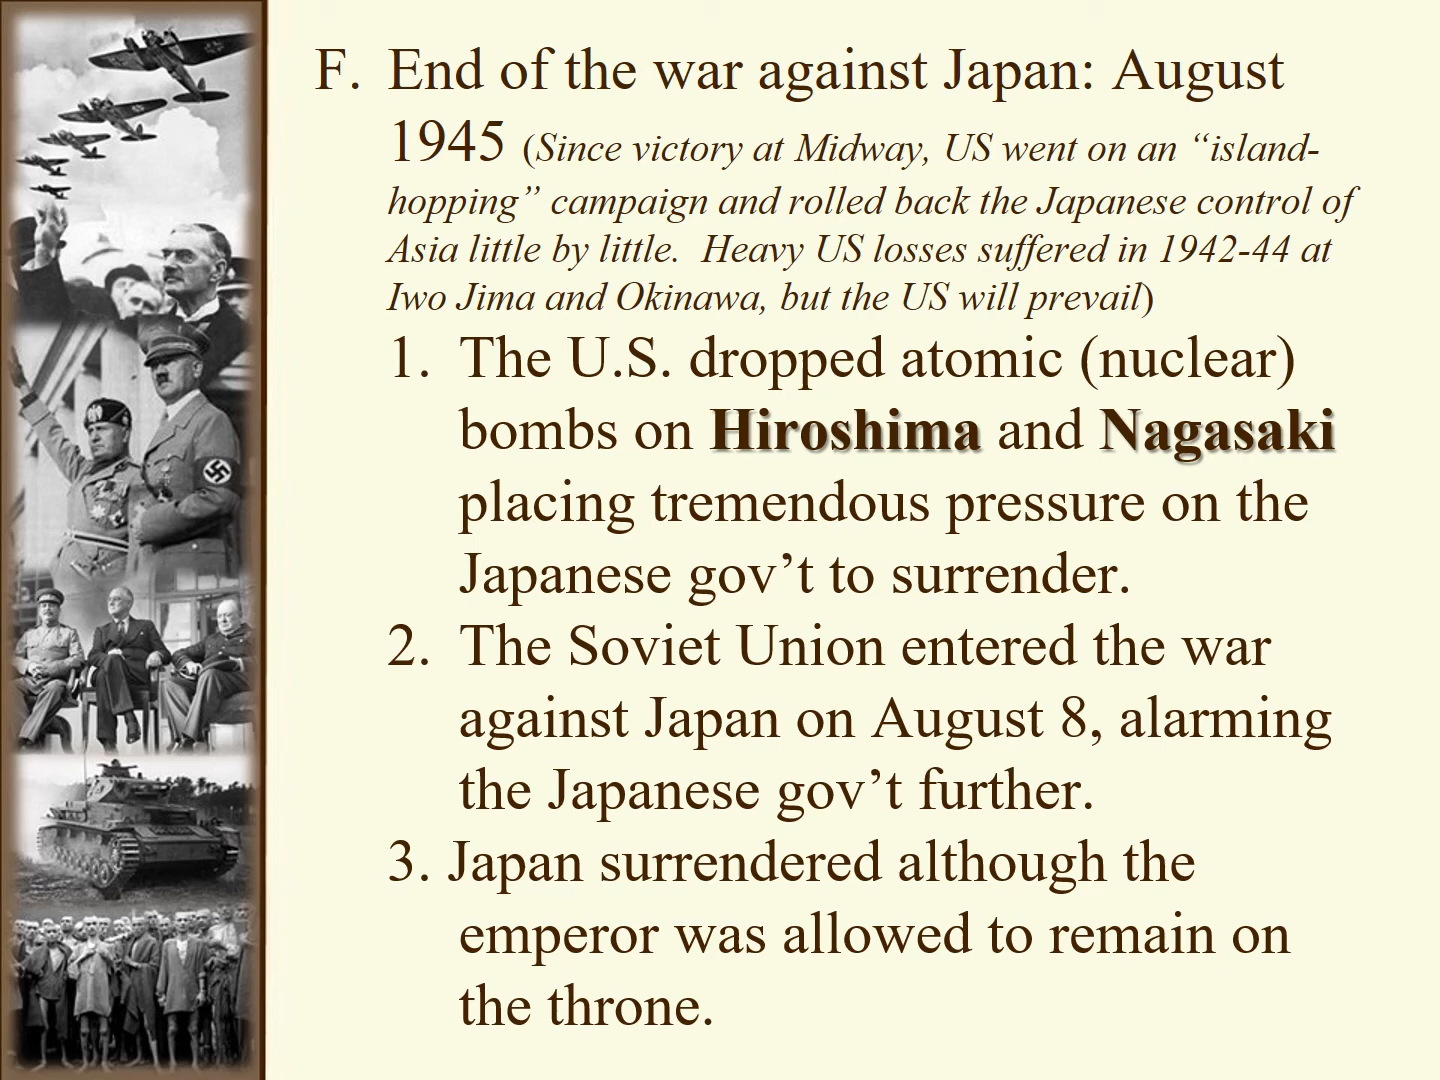 F. End of the war against Japan: August
1945 (Since victory at Midway, US went on an “island-
hopping” campaign and rolled back the Japanese control of
Asia little by little.  Heavy US losses suffered in 1942-44 at
Iwo Jima and Okinawa, but the US will prevail)
1. The U.S. dropped atomic (nuclear)
bombs on Hiroshima and Nagasaki
placing tremendous pressure on the
Japanese gov’t to surrender.
2. The Soviet Union entered the war
against Japan on August 8, alarming
the Japanese gov’t further.
3. Japan surrendered although the
emperor was allowed to remain on
the throne.